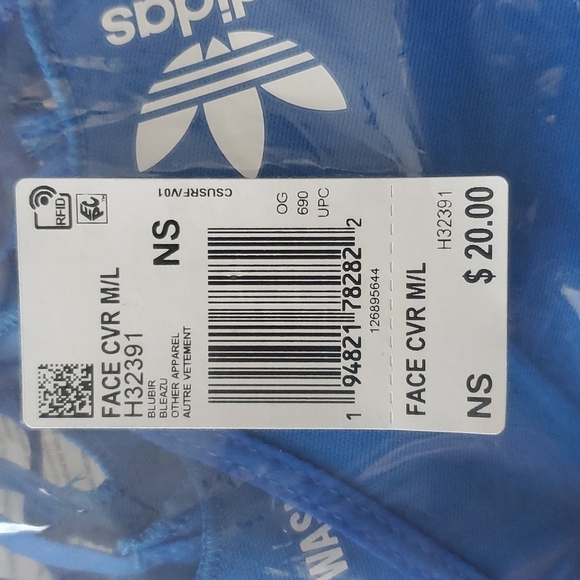 adidas
RFID
CSUSRF/V01
FACE CVR M/L
H32391
BLUBIR
BLEAZU
OTHER APPAREL
AUTRE VETEMENT
NS
OG
690
UPC
1 94821 78282 2
126895644
FACE CVR M/L
H32391
NS
$ 20.00
WAS